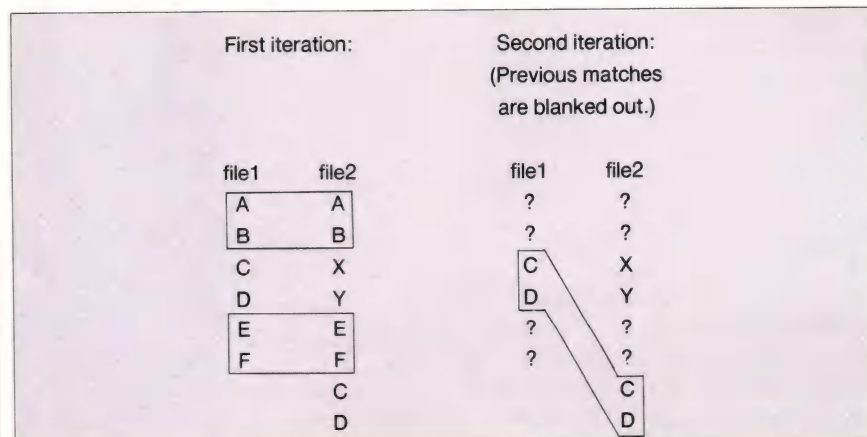 First iteration:
Second iteration:
(Previous matches
are blanked out.)
file1 file2
A A
B B
C X
D Y
E E
F F
C
D
file1 file2
? ?
? ?
C X
D Y
? ?
? ?
C
D